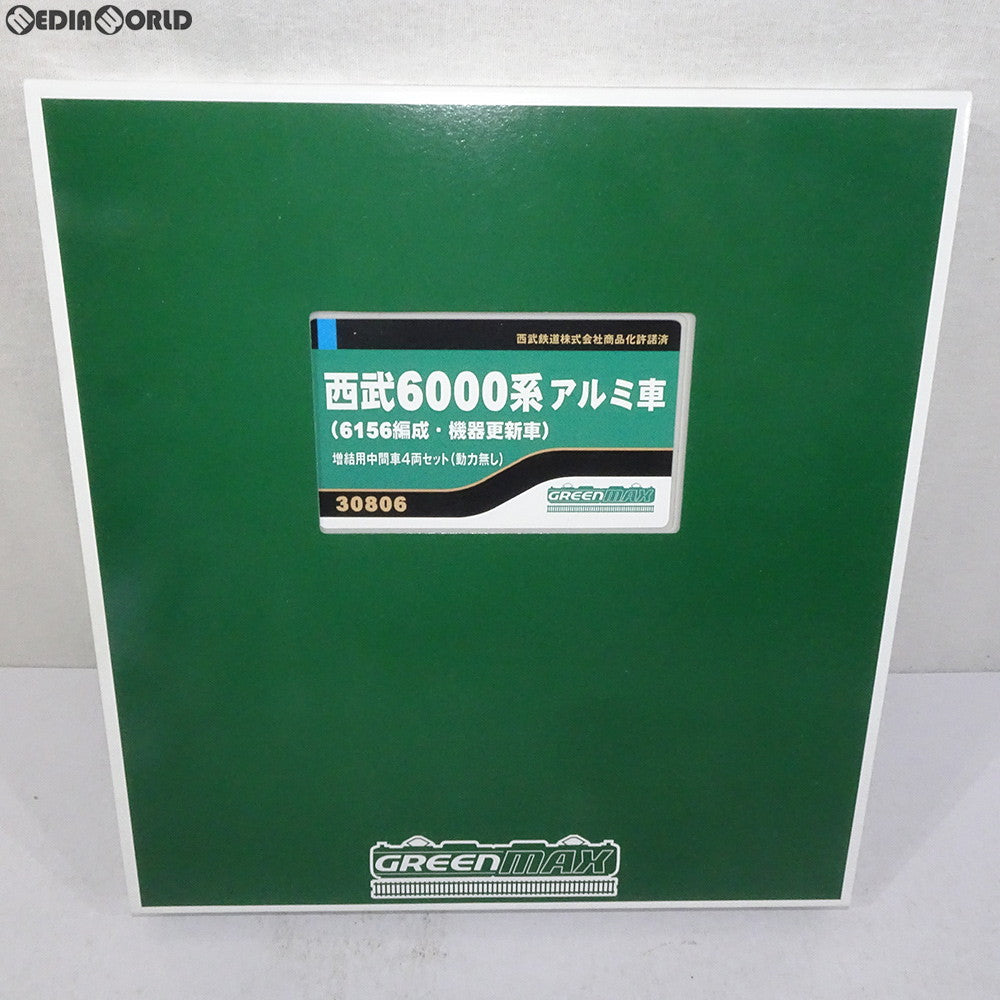 MEDIAWORLD
西武鉄道株式会社商品化許諾済
西武6000系アルミ車
(6156編成・機器更新車)
増結用中間車4両セット(動力無し)
30806
GREENMAX
GREENMAX